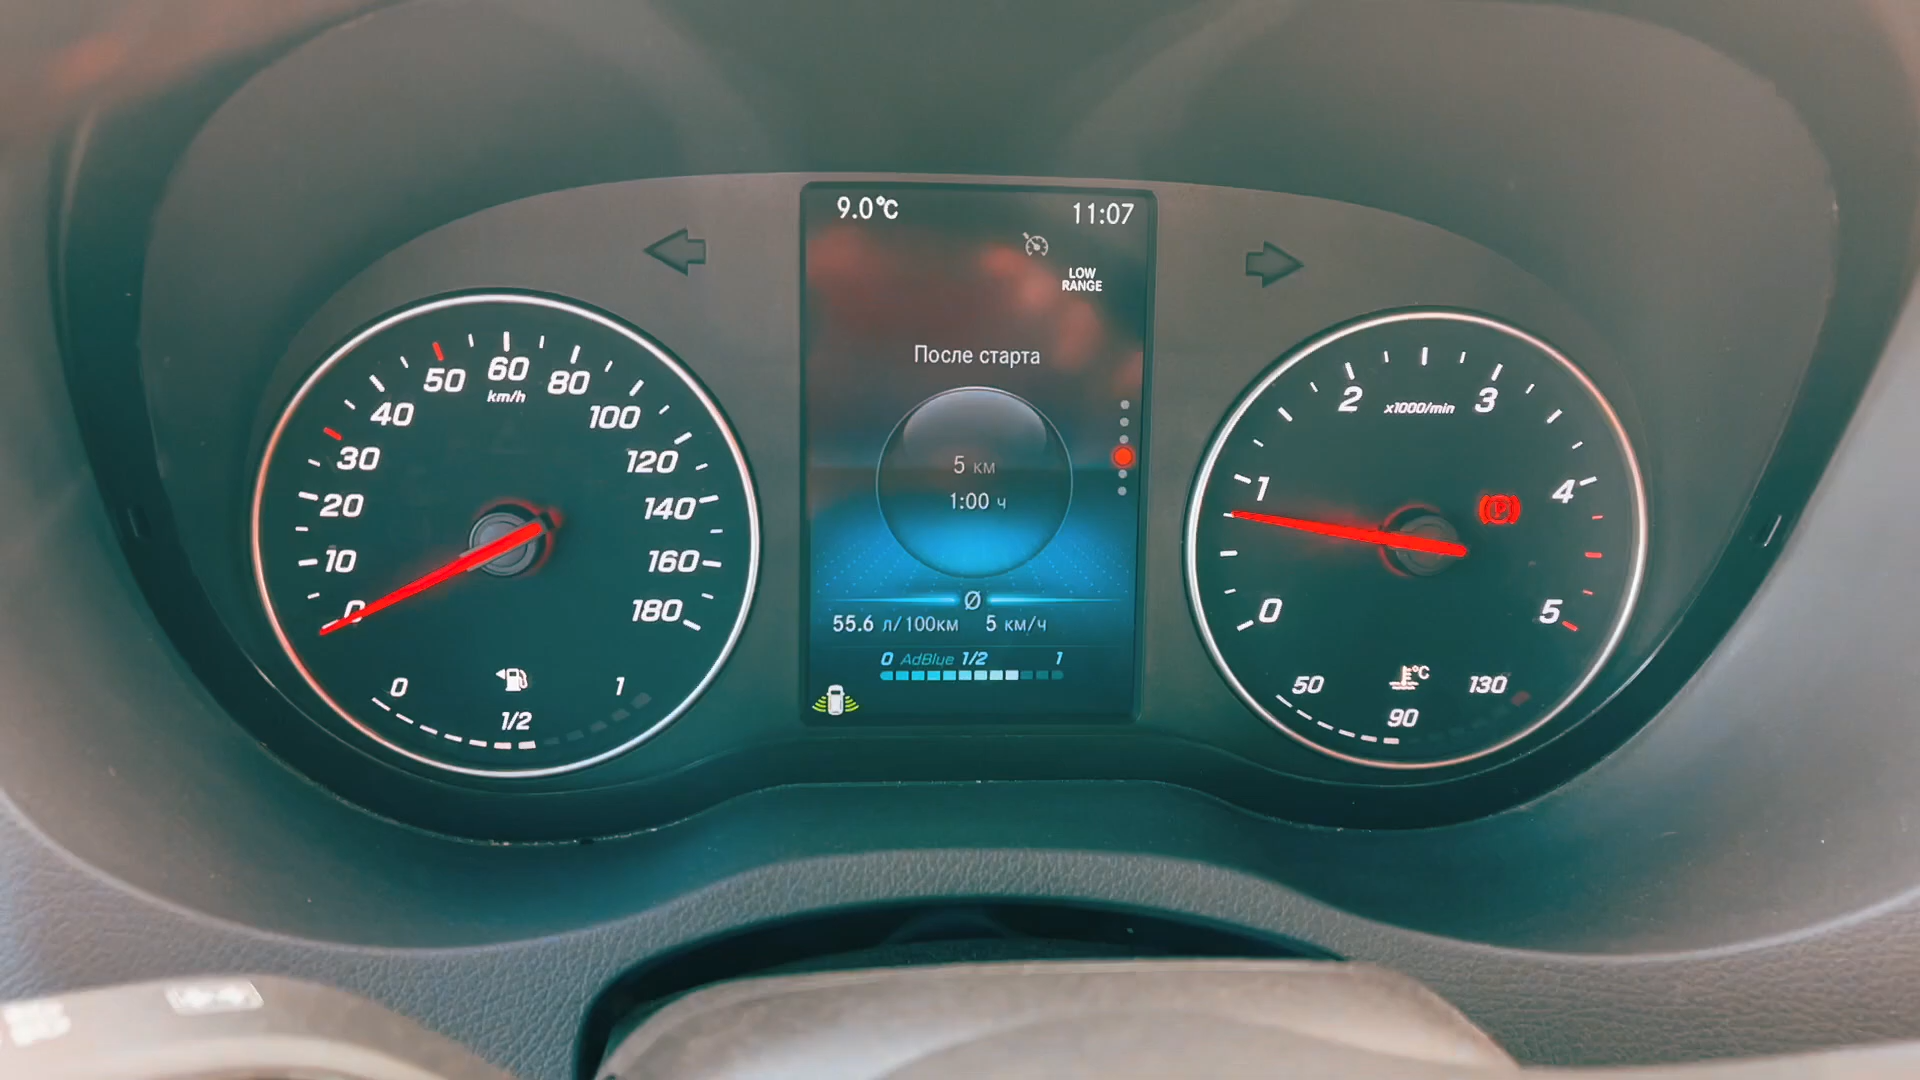 9.0°C 11:07
LOW
RANGE
После старта
5 км
1:00 ч
Ø
55.6 л/100км 5 км/ч
0 AdBlue 1/2 1
0 10 20 30 40 50 60 80 100 120 140 160 180
km/h
0 1/2 1
0 1 2 3 4 5
x1000/min
50 90 130
°C